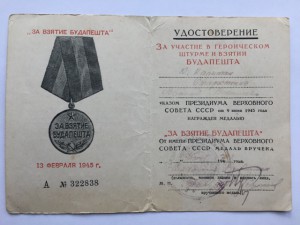 „ЗА ВЗЯТИЕ БУДАПЕШТА"
ЗА ВЗЯТИЕ
БУДАПЕШТА
13 ФЕВРАЛЯ 1945 г.
А № 322838
УДОСТОВЕРЕНИЕ
ЗА УЧАСТИЕ В ГЕРОИЧЕСКОМ
ШТУРМЕ И ВЗЯТИИ
БУДАПЕШТА
УКАЗОМ ПРЕЗИДИУМА ВЕРХОВНОГО
СОВЕТА СССР от 9 июня 1945 года
НАГРАЖДЕН МЕДАЛЬЮ
„ЗА ВЗЯТИЕ БУДАПЕШТА"
От имени ПРЕЗИДИУМА ВЕРХОВНОГО
СОВЕТА СССР МЕДАЛЬ ВРУЧЕНА
М. П.